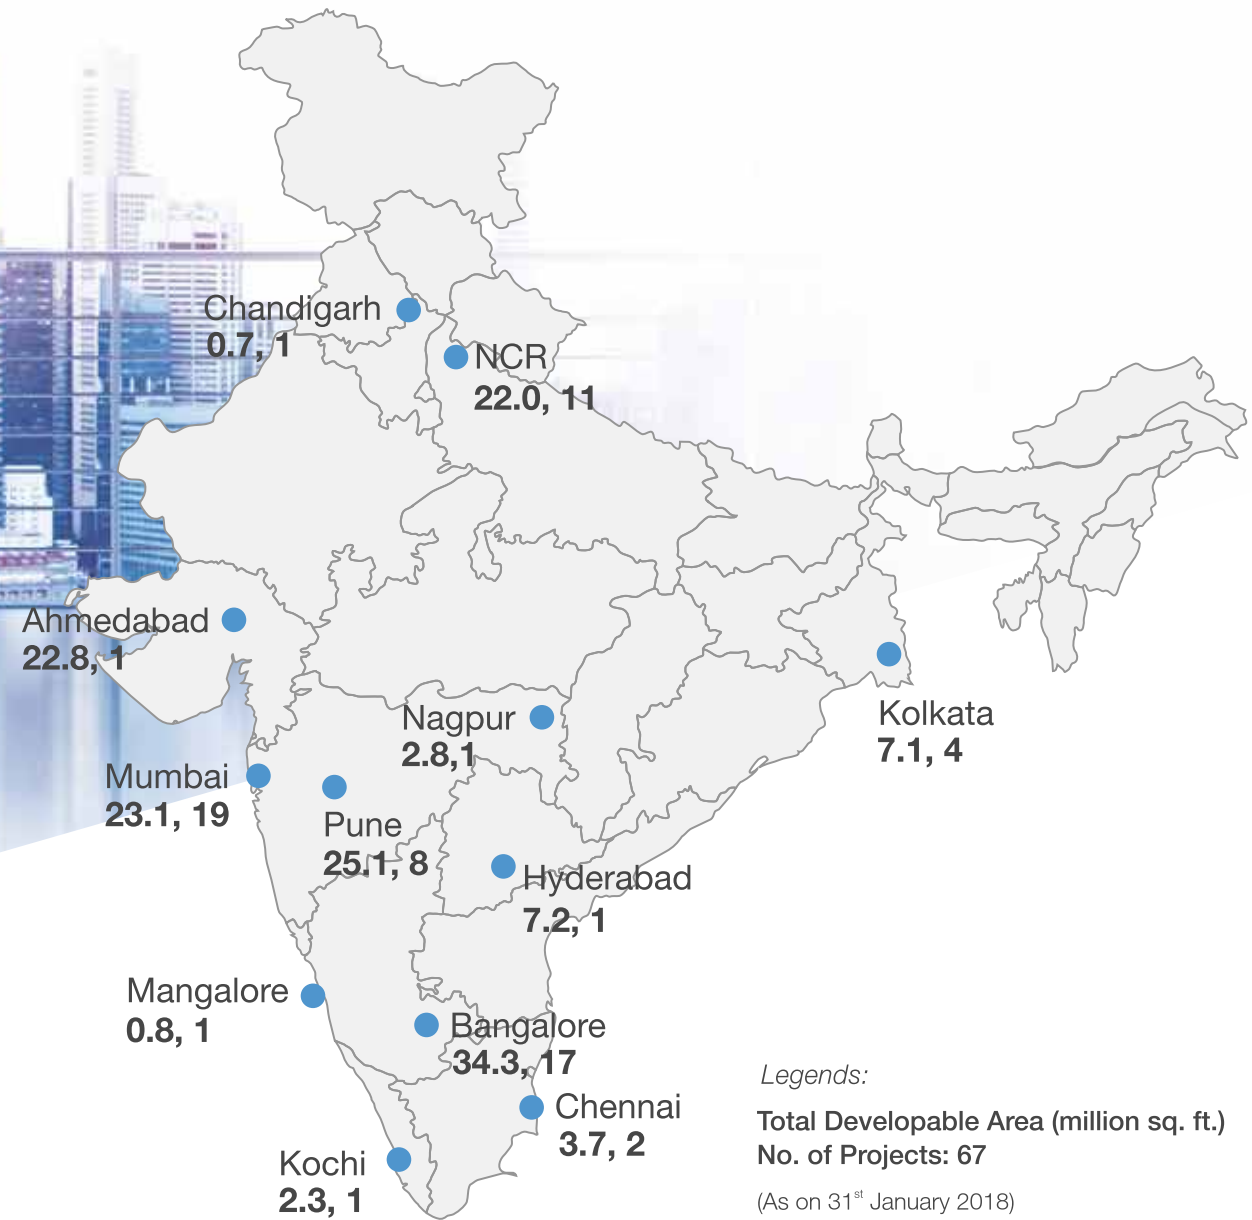 Chandigarh
0.7, 1
NCR
22.0, 11
Ahmedabad
22.8, 1
Nagpur
2.8,1
Kolkata
7.1, 4
Mumbai
23.1, 19
Pune
25.1, 8
Hyderabad
7.2, 1
Mangalore
0.8, 1
Bangalore
34.3, 17
Chennai
3.7, 2
Kochi
2.3, 1
Legends:
Total Developable Area (million sq. ft.)
No. of Projects: 67
(As on 31st January 2018)